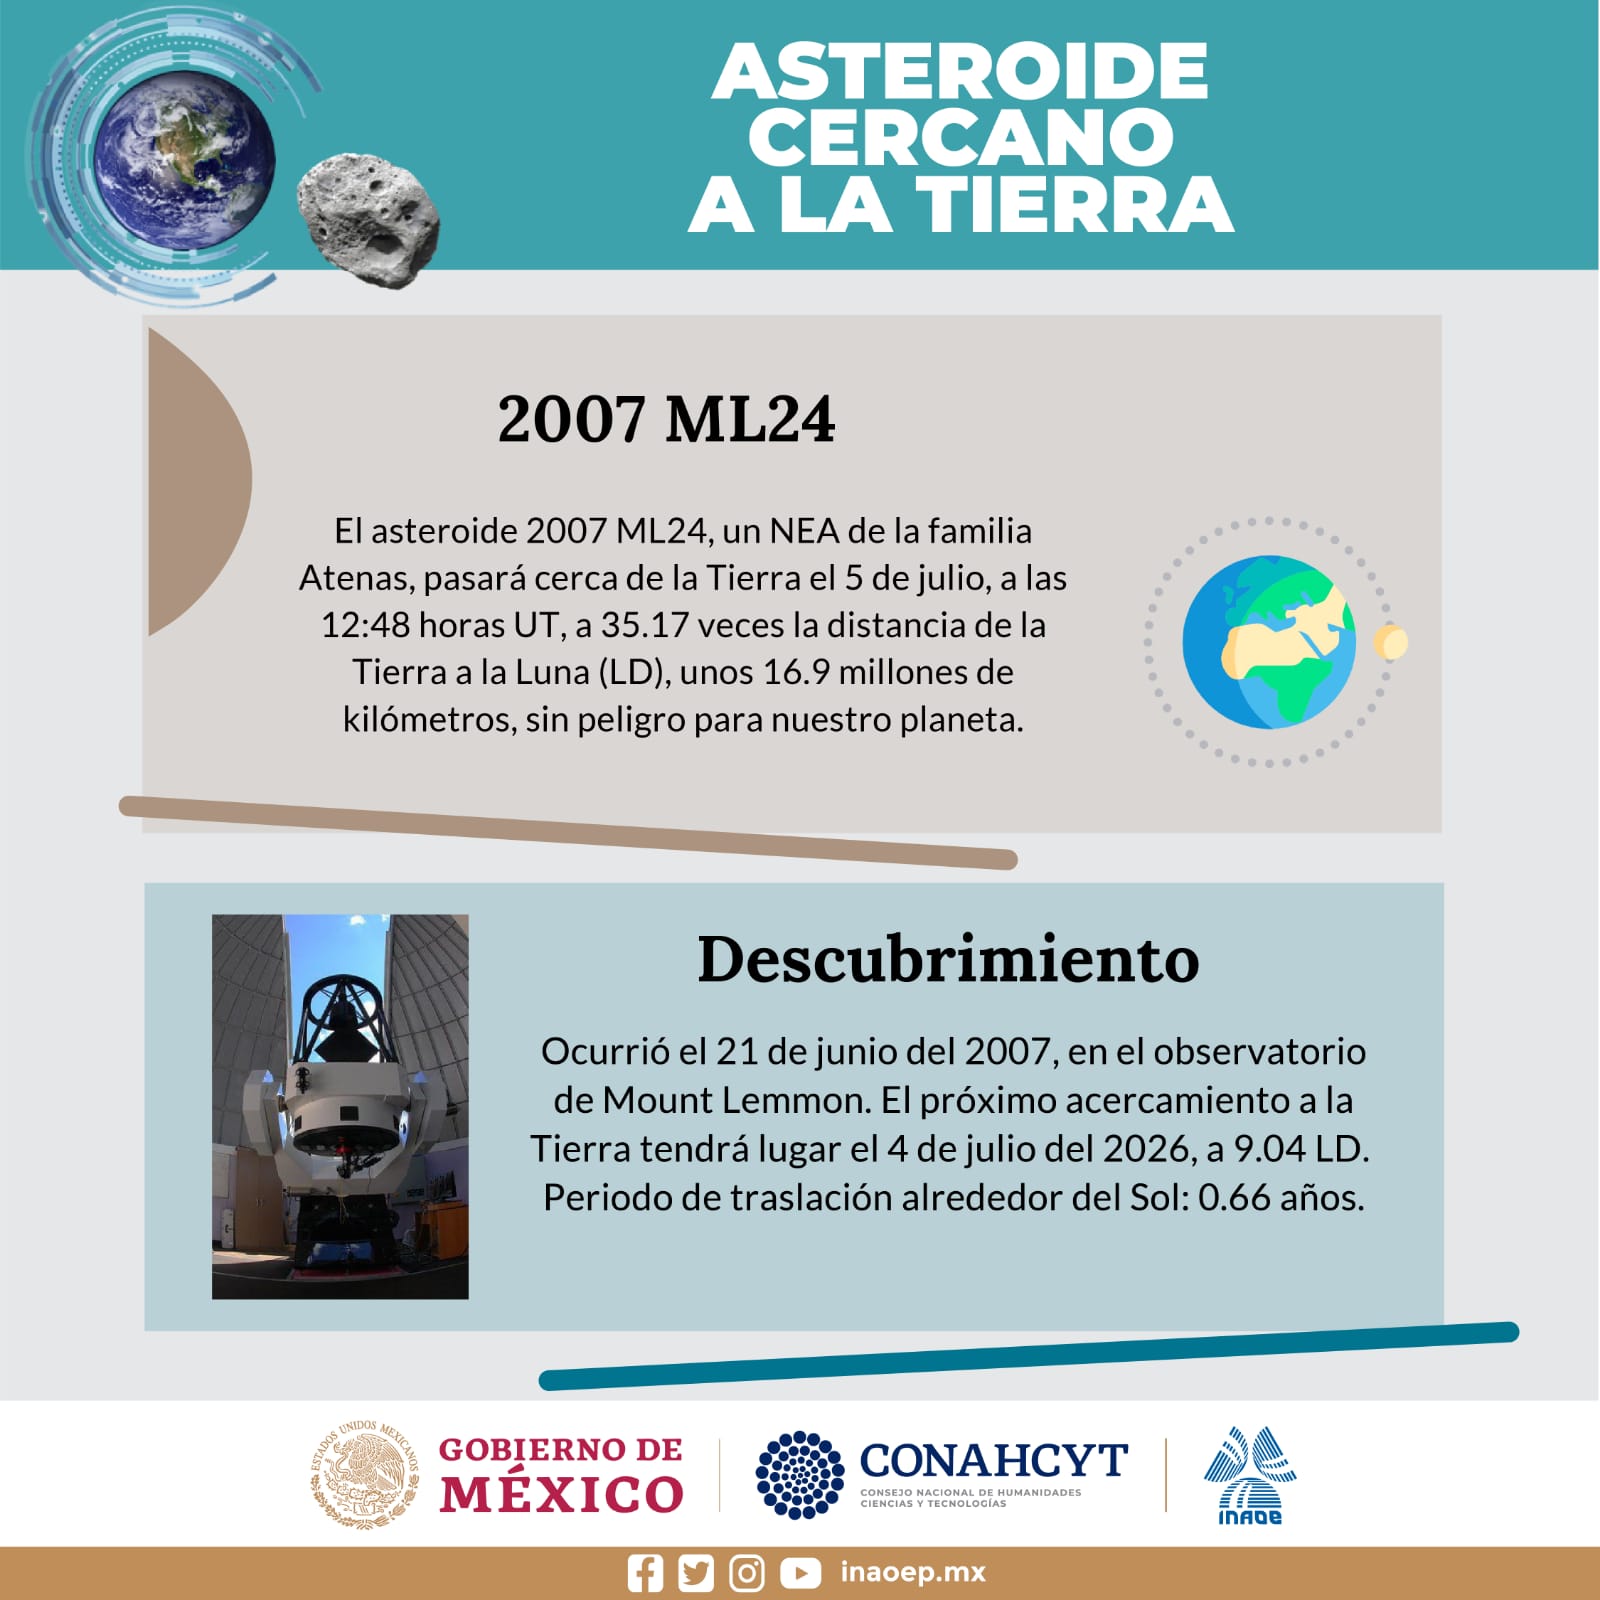 ASTEROIDE
CERCANO
A LA TIERRA
2007 ML24
El asteroide 2007 ML24, un NEA de la familia
Atenas, pasará cerca de la Tierra el 5 de julio, a las
12:48 horas UT, a 35.17 veces la distancia de la
Tierra a la Luna (LD), unos 16.9 millones de
kilómetros, sin peligro para nuestro planeta.
Descubrimiento
Ocurrió el 21 de junio del 2007, en el observatorio
de Mount Lemmon. El próximo acercamiento a la
Tierra tendrá lugar el 4 de julio del 2026, a 9.04 LD.
Periodo de traslación alrededor del Sol: 0.66 años.
ESTADOS UNIDOS MEXICANOS
GOBIERNO DE
MÉXICO
CONAHCYT
CONSEJO NACIONAL DE HUMANIDADES
CIENCIAS Y TECNOLOGÍAS
INAOE
inaoep.mx